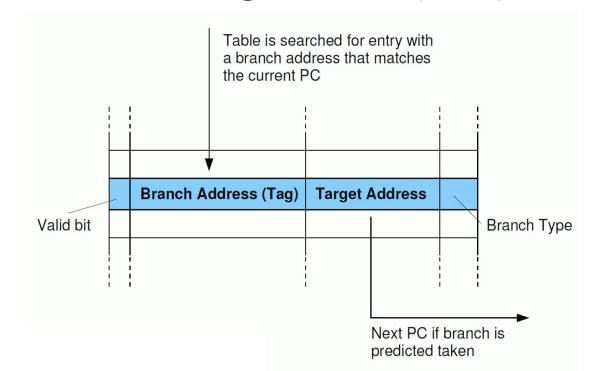 Table is searched for entry with
a branch address that matches
the current PC
Branch Address (Tag)
Target Address
Valid bit
Branch Type
Next PC if branch is
predicted taken